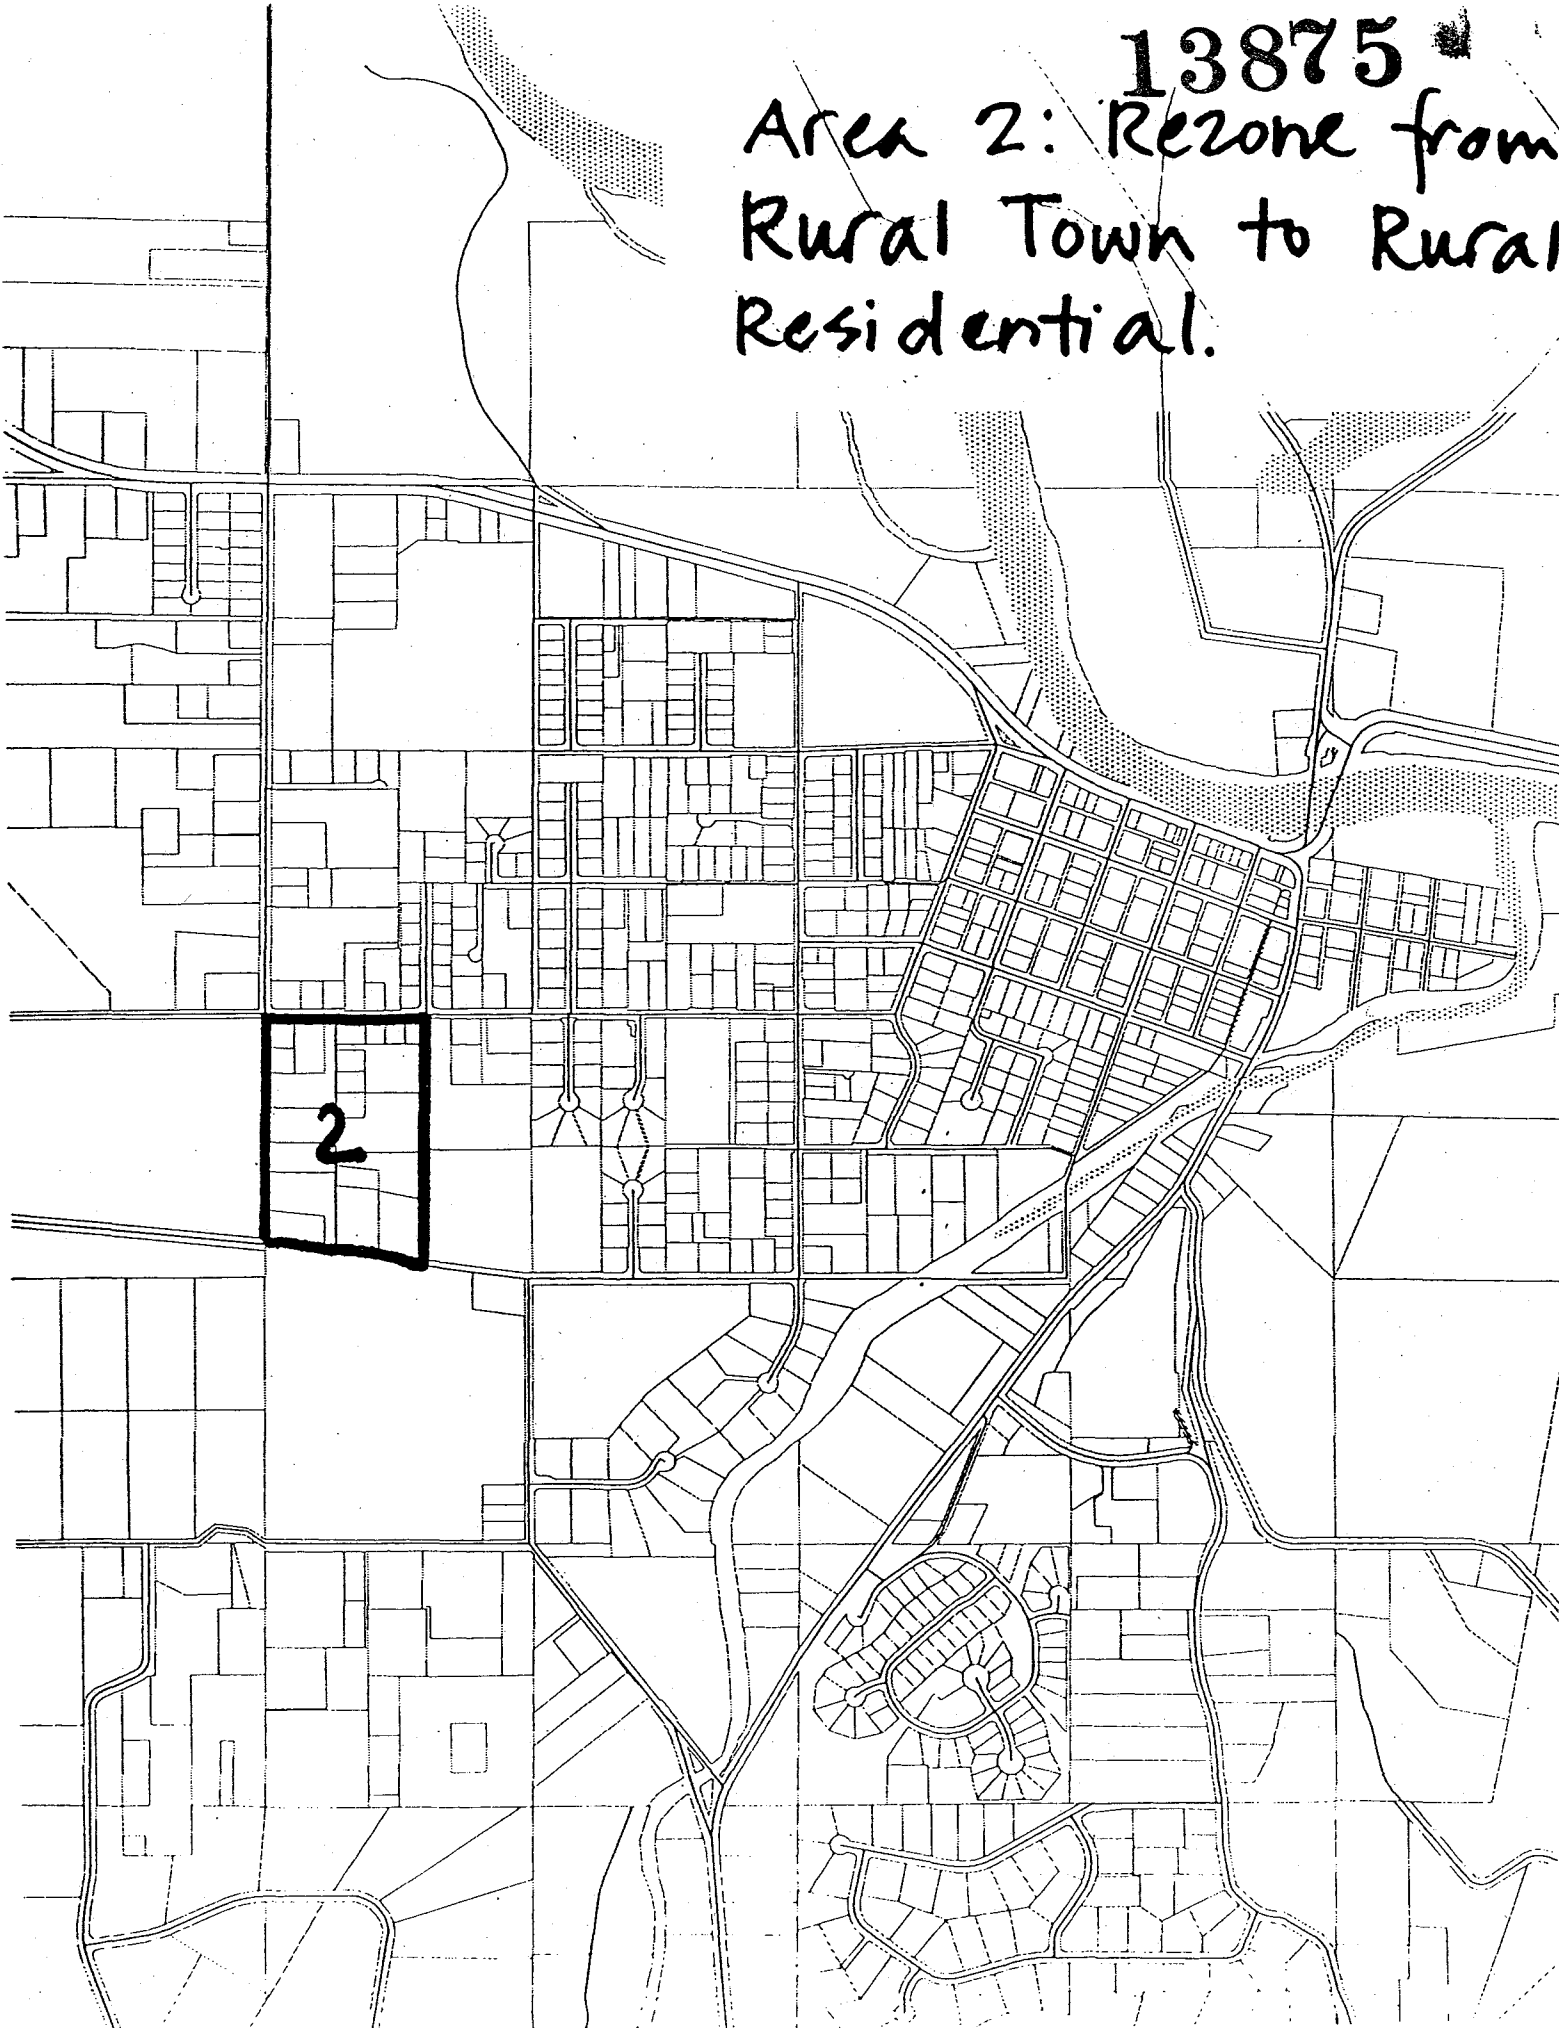 13875
Area 2: Rezone from
Rural Town to Rural
Residential.
2